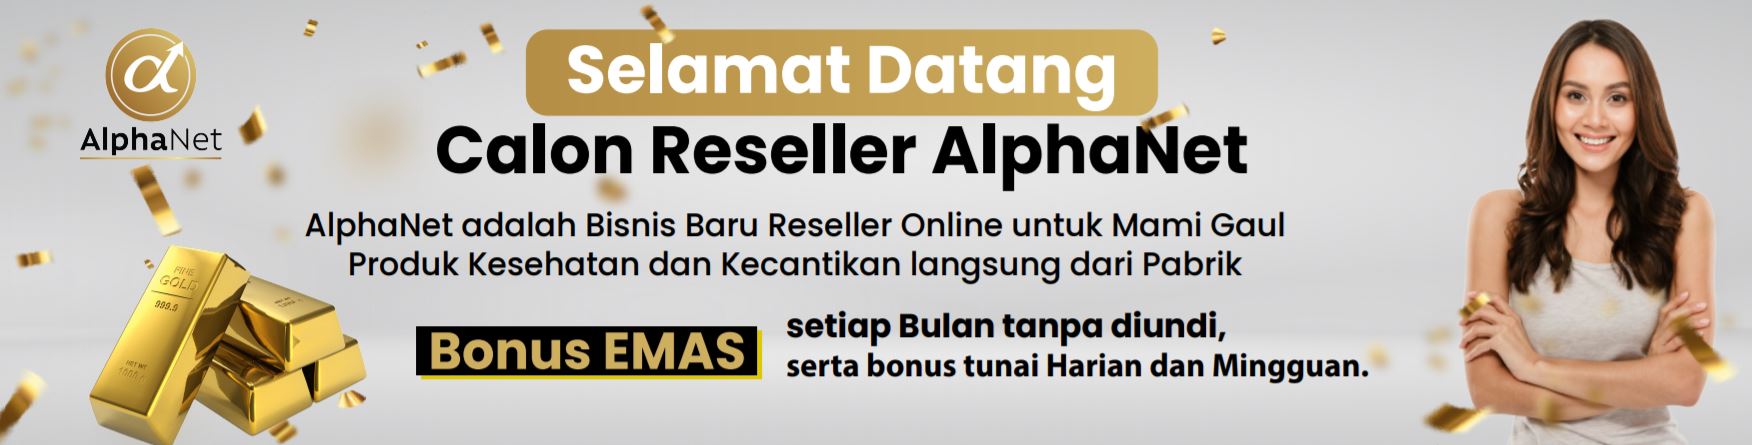 AlphaNet
Selamat Datang
Calon Reseller AlphaNet
AlphaNet adalah Bisnis Baru Reseller Online untuk Mami Gaul
Produk Kesehatan dan Kecantikan langsung dari Pabrik
Bonus EMAS
setiap Bulan tanpa diundi,
serta bonus tunai Harian dan Mingguan.
FINE
GOLD
999.9
NET WT